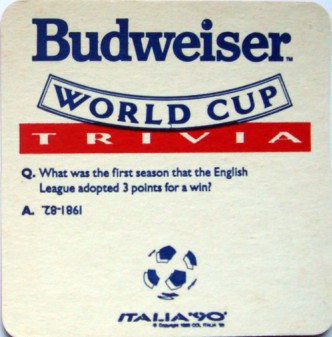 Budweiser™
WORLD CUP
TRIVIA
Q. What was the first season that the English
League adopted 3 points for a win?
A. 1981-82
ITALIA'90